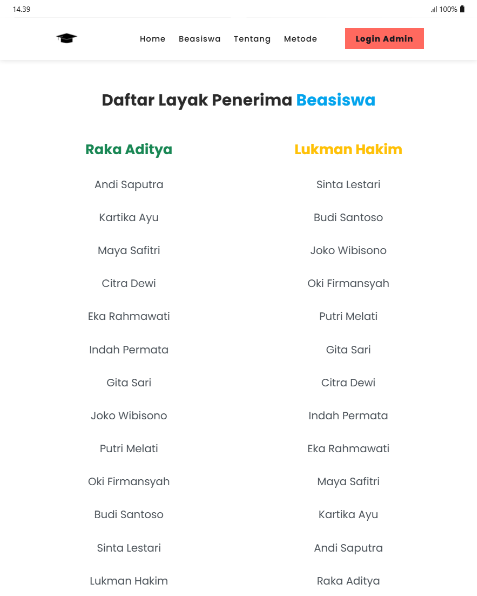 14.39 100%
Home Beasiswa Tentang Metode Login Admin
Daftar Layak Penerima Beasiswa
Raka Aditya Lukman Hakim
Andi Saputra Sinta Lestari
Kartika Ayu Budi Santoso
Maya Safitri Joko Wibisono
Citra Dewi Oki Firmansyah
Eka Rahmawati Putri Melati
Indah Permata Gita Sari
Gita Sari Citra Dewi
Joko Wibisono Indah Permata
Putri Melati Eka Rahmawati
Oki Firmansyah Maya Safitri
Budi Santoso Kartika Ayu
Sinta Lestari Andi Saputra
Lukman Hakim Raka Aditya